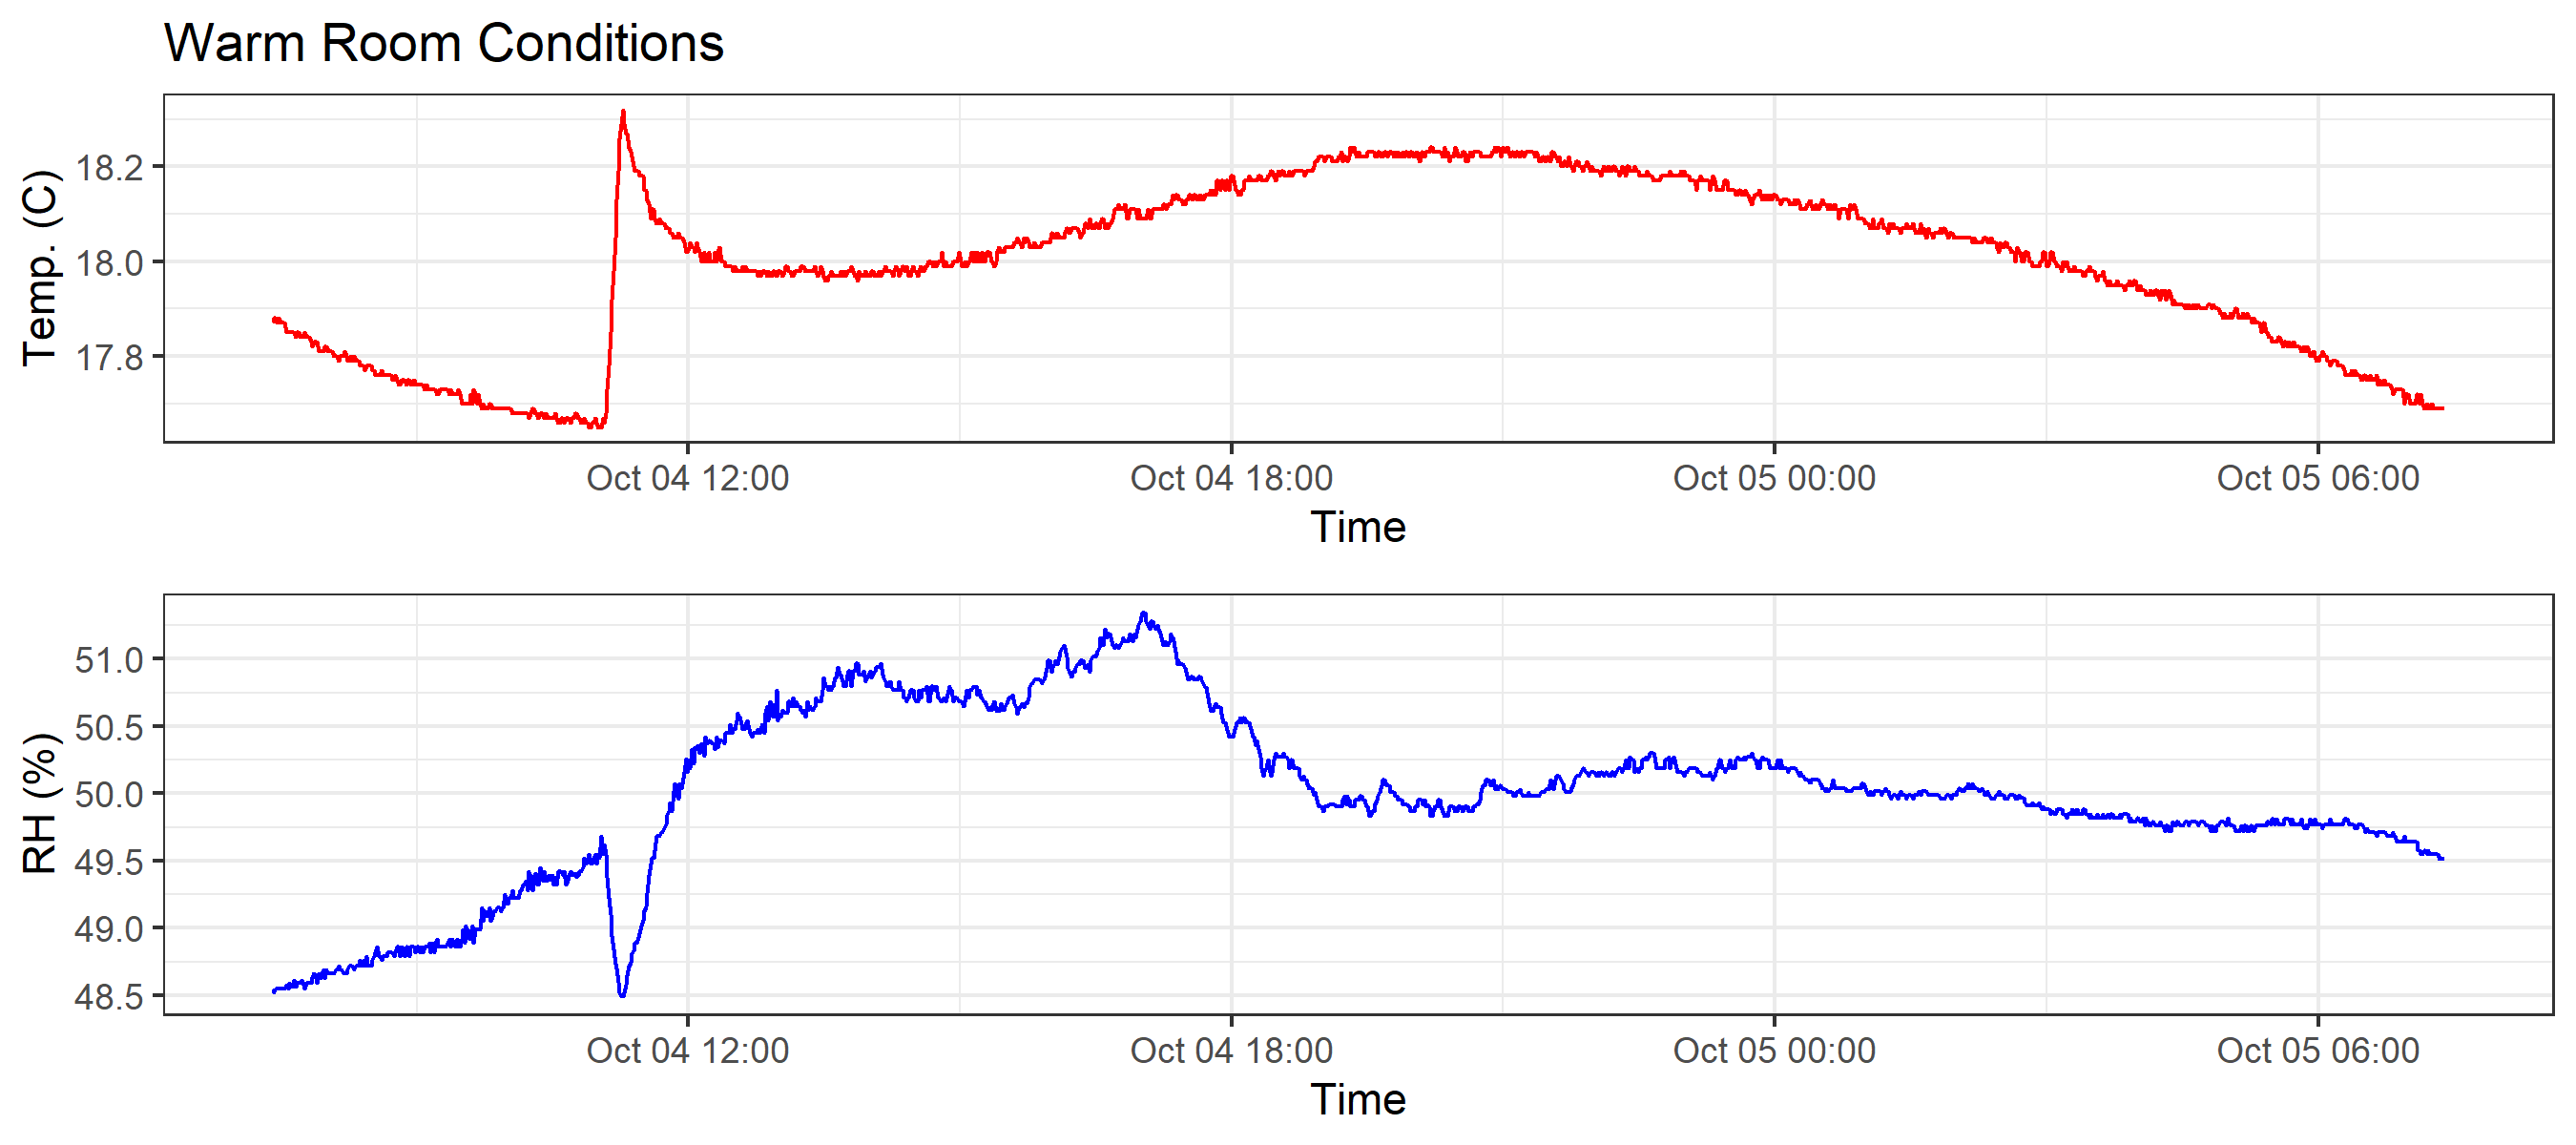 Warm Room Conditions
Temp. (C)
18.2
18.0
17.8
Oct 04 12:00 Oct 04 18:00 Oct 05 00:00 Oct 05 06:00
Time
RH (%)
51.0
50.5
50.0
49.5
49.0
48.5
Oct 04 12:00 Oct 04 18:00 Oct 05 00:00 Oct 05 06:00
Time